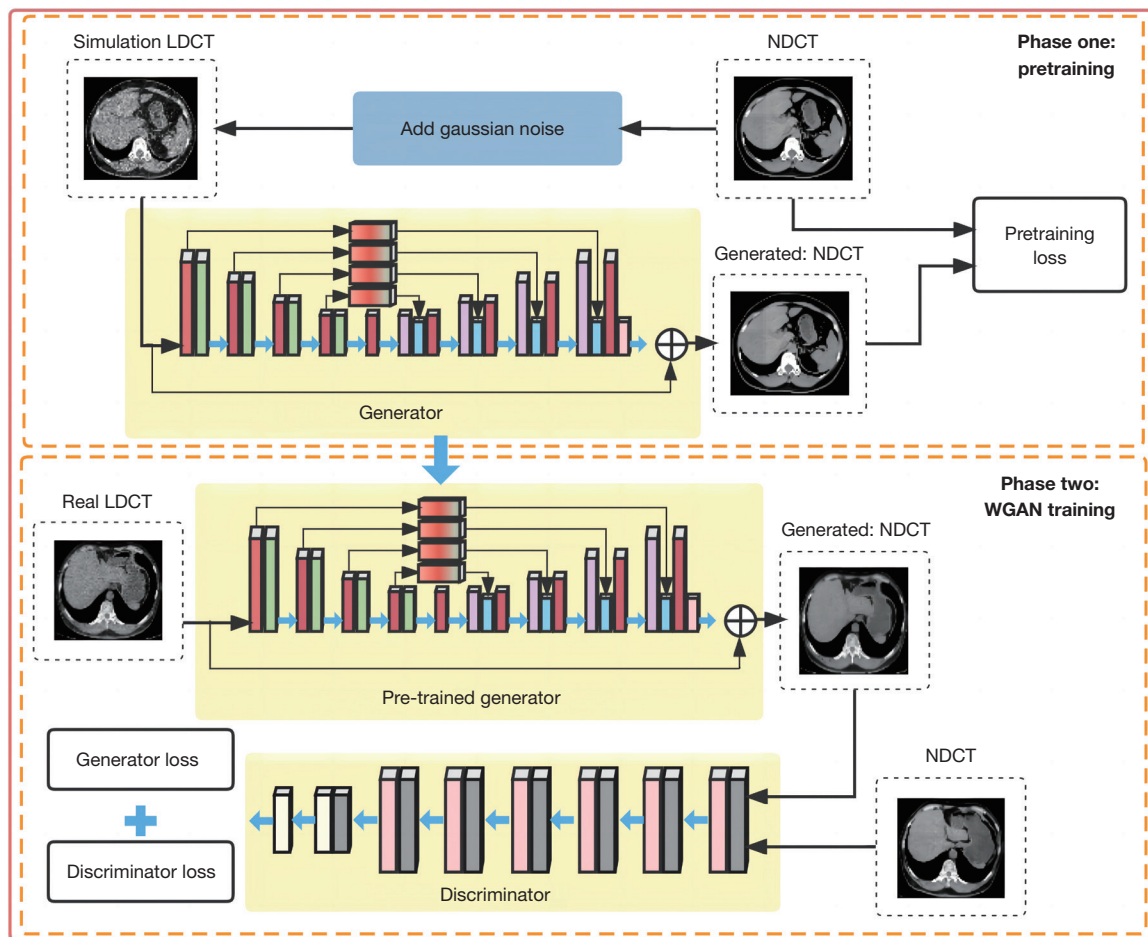 Simulation LDCT
NDCT
Phase one:
pretraining
Add gaussian noise
Pretraining
loss
Generated: NDCT
Generator
Real LDCT
Phase two:
WGAN training
Generated: NDCT
Pre-trained generator
Generator loss
NDCT
Discriminator loss
Discriminator